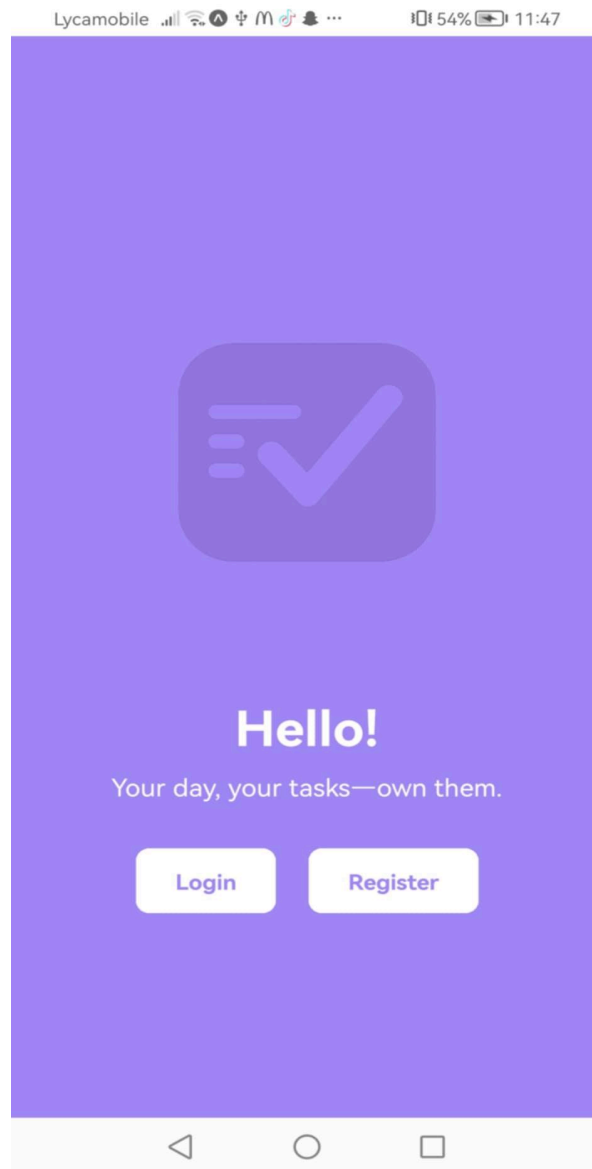 Lycamobile 54% 11:47
Hello!
Your day, your tasks—own them.
Login Register